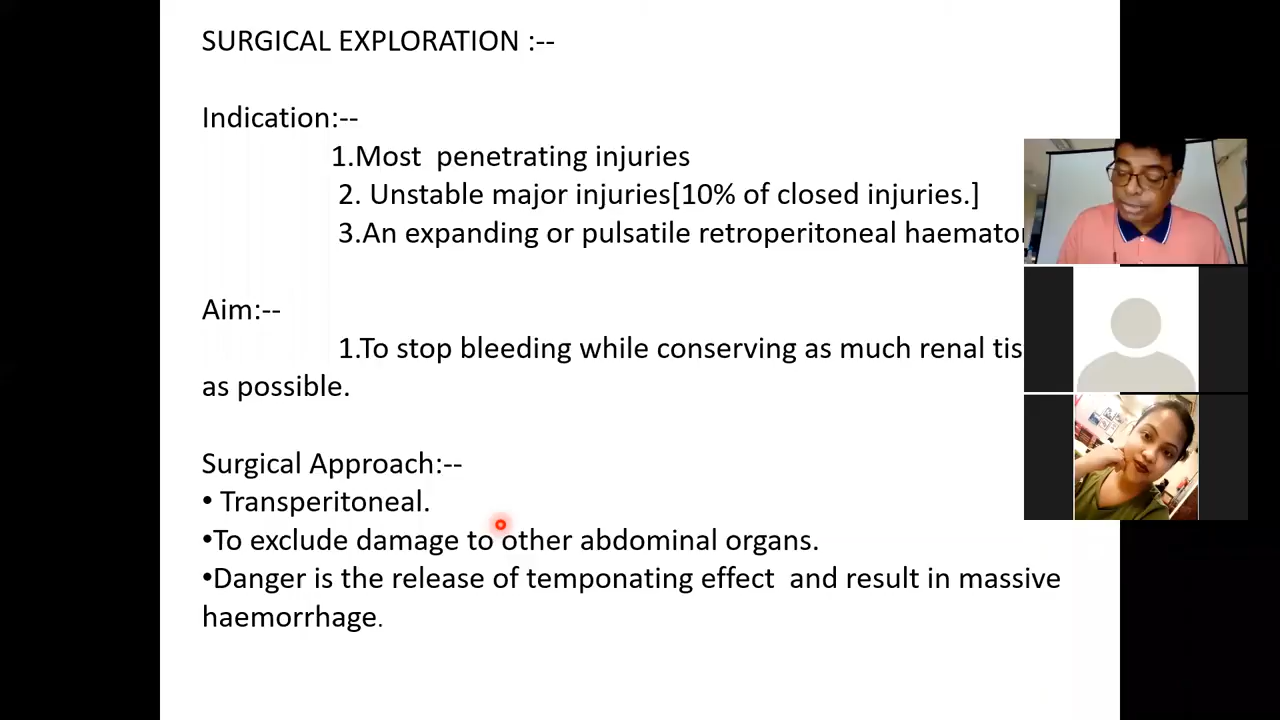 SURGICAL EXPLORATION :--
Indication:--
1.Most penetrating injuries
2. Unstable major injuries[10% of closed injuries.]
3.An expanding or pulsatile retroperitoneal haemato
Aim:--
1.To stop bleeding while conserving as much renal tis
as possible.
Surgical Approach:--
• Transperitoneal.
•To exclude damage to other abdominal organs.
•Danger is the release of temponating effect and result in massive
haemorrhage.